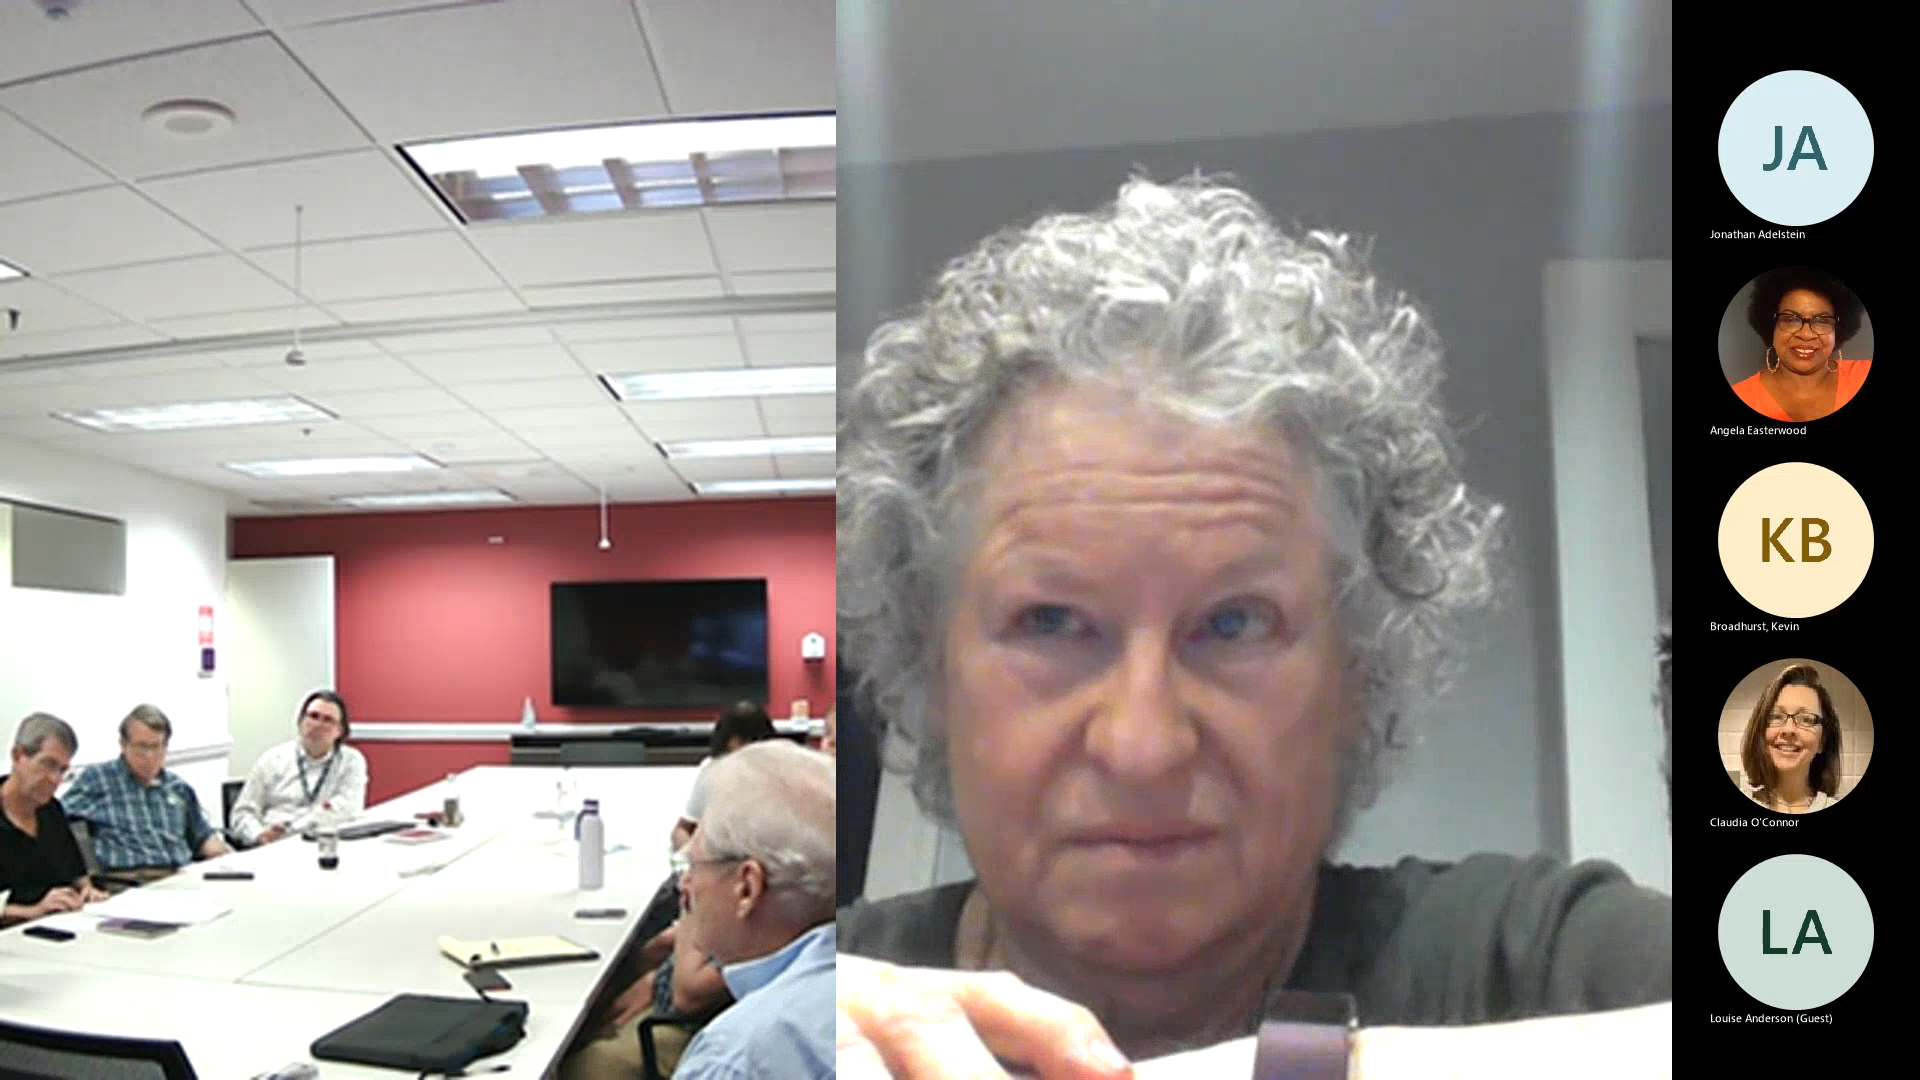 JA
Jonathan Adelstein
Angela Easterwood
KB
Broadhurst, Kevin
Claudia O'Connor
LA
Louise Anderson (Guest)